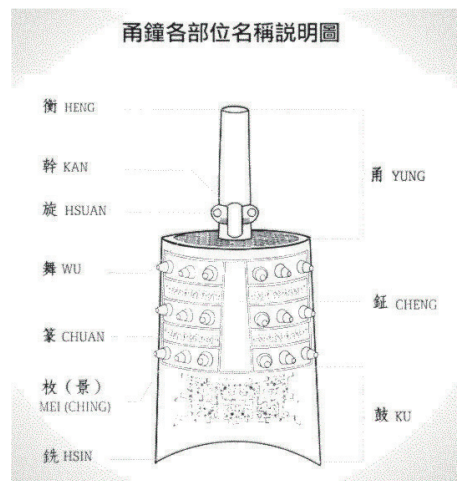 甬鐘各部位名稱説明圖
衡 HENG
幹 KAN
旋 HSUAN
舞 WU
篆 CHUAN
枚（景）
MEI (CHING)
銑 HSIN
甬 YUNG
鉦 CHENG
鼓 KU